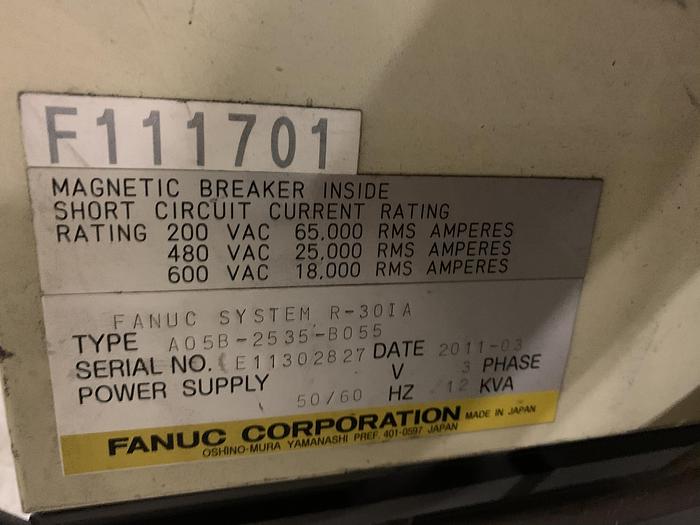 F111701
MAGNETIC BREAKER INSIDE
SHORT CIRCUIT CURRENT RATING
RATING 200 VAC 65,000 RMS AMPERES
480 VAC 25,000 RMS AMPERES
600 VAC 18,000 RMS AMPERES
FANUC SYSTEM R-30IA
TYPE A05B-2535-B055
SERIAL NO. E11302827 DATE 2011-03
POWER SUPPLY V 3 PHASE
50/60 HZ 12 KVA
FANUC CORPORATION MADE IN JAPAN
OSHINO-MURA YAMANASHI PREF. 401-0597 JAPAN